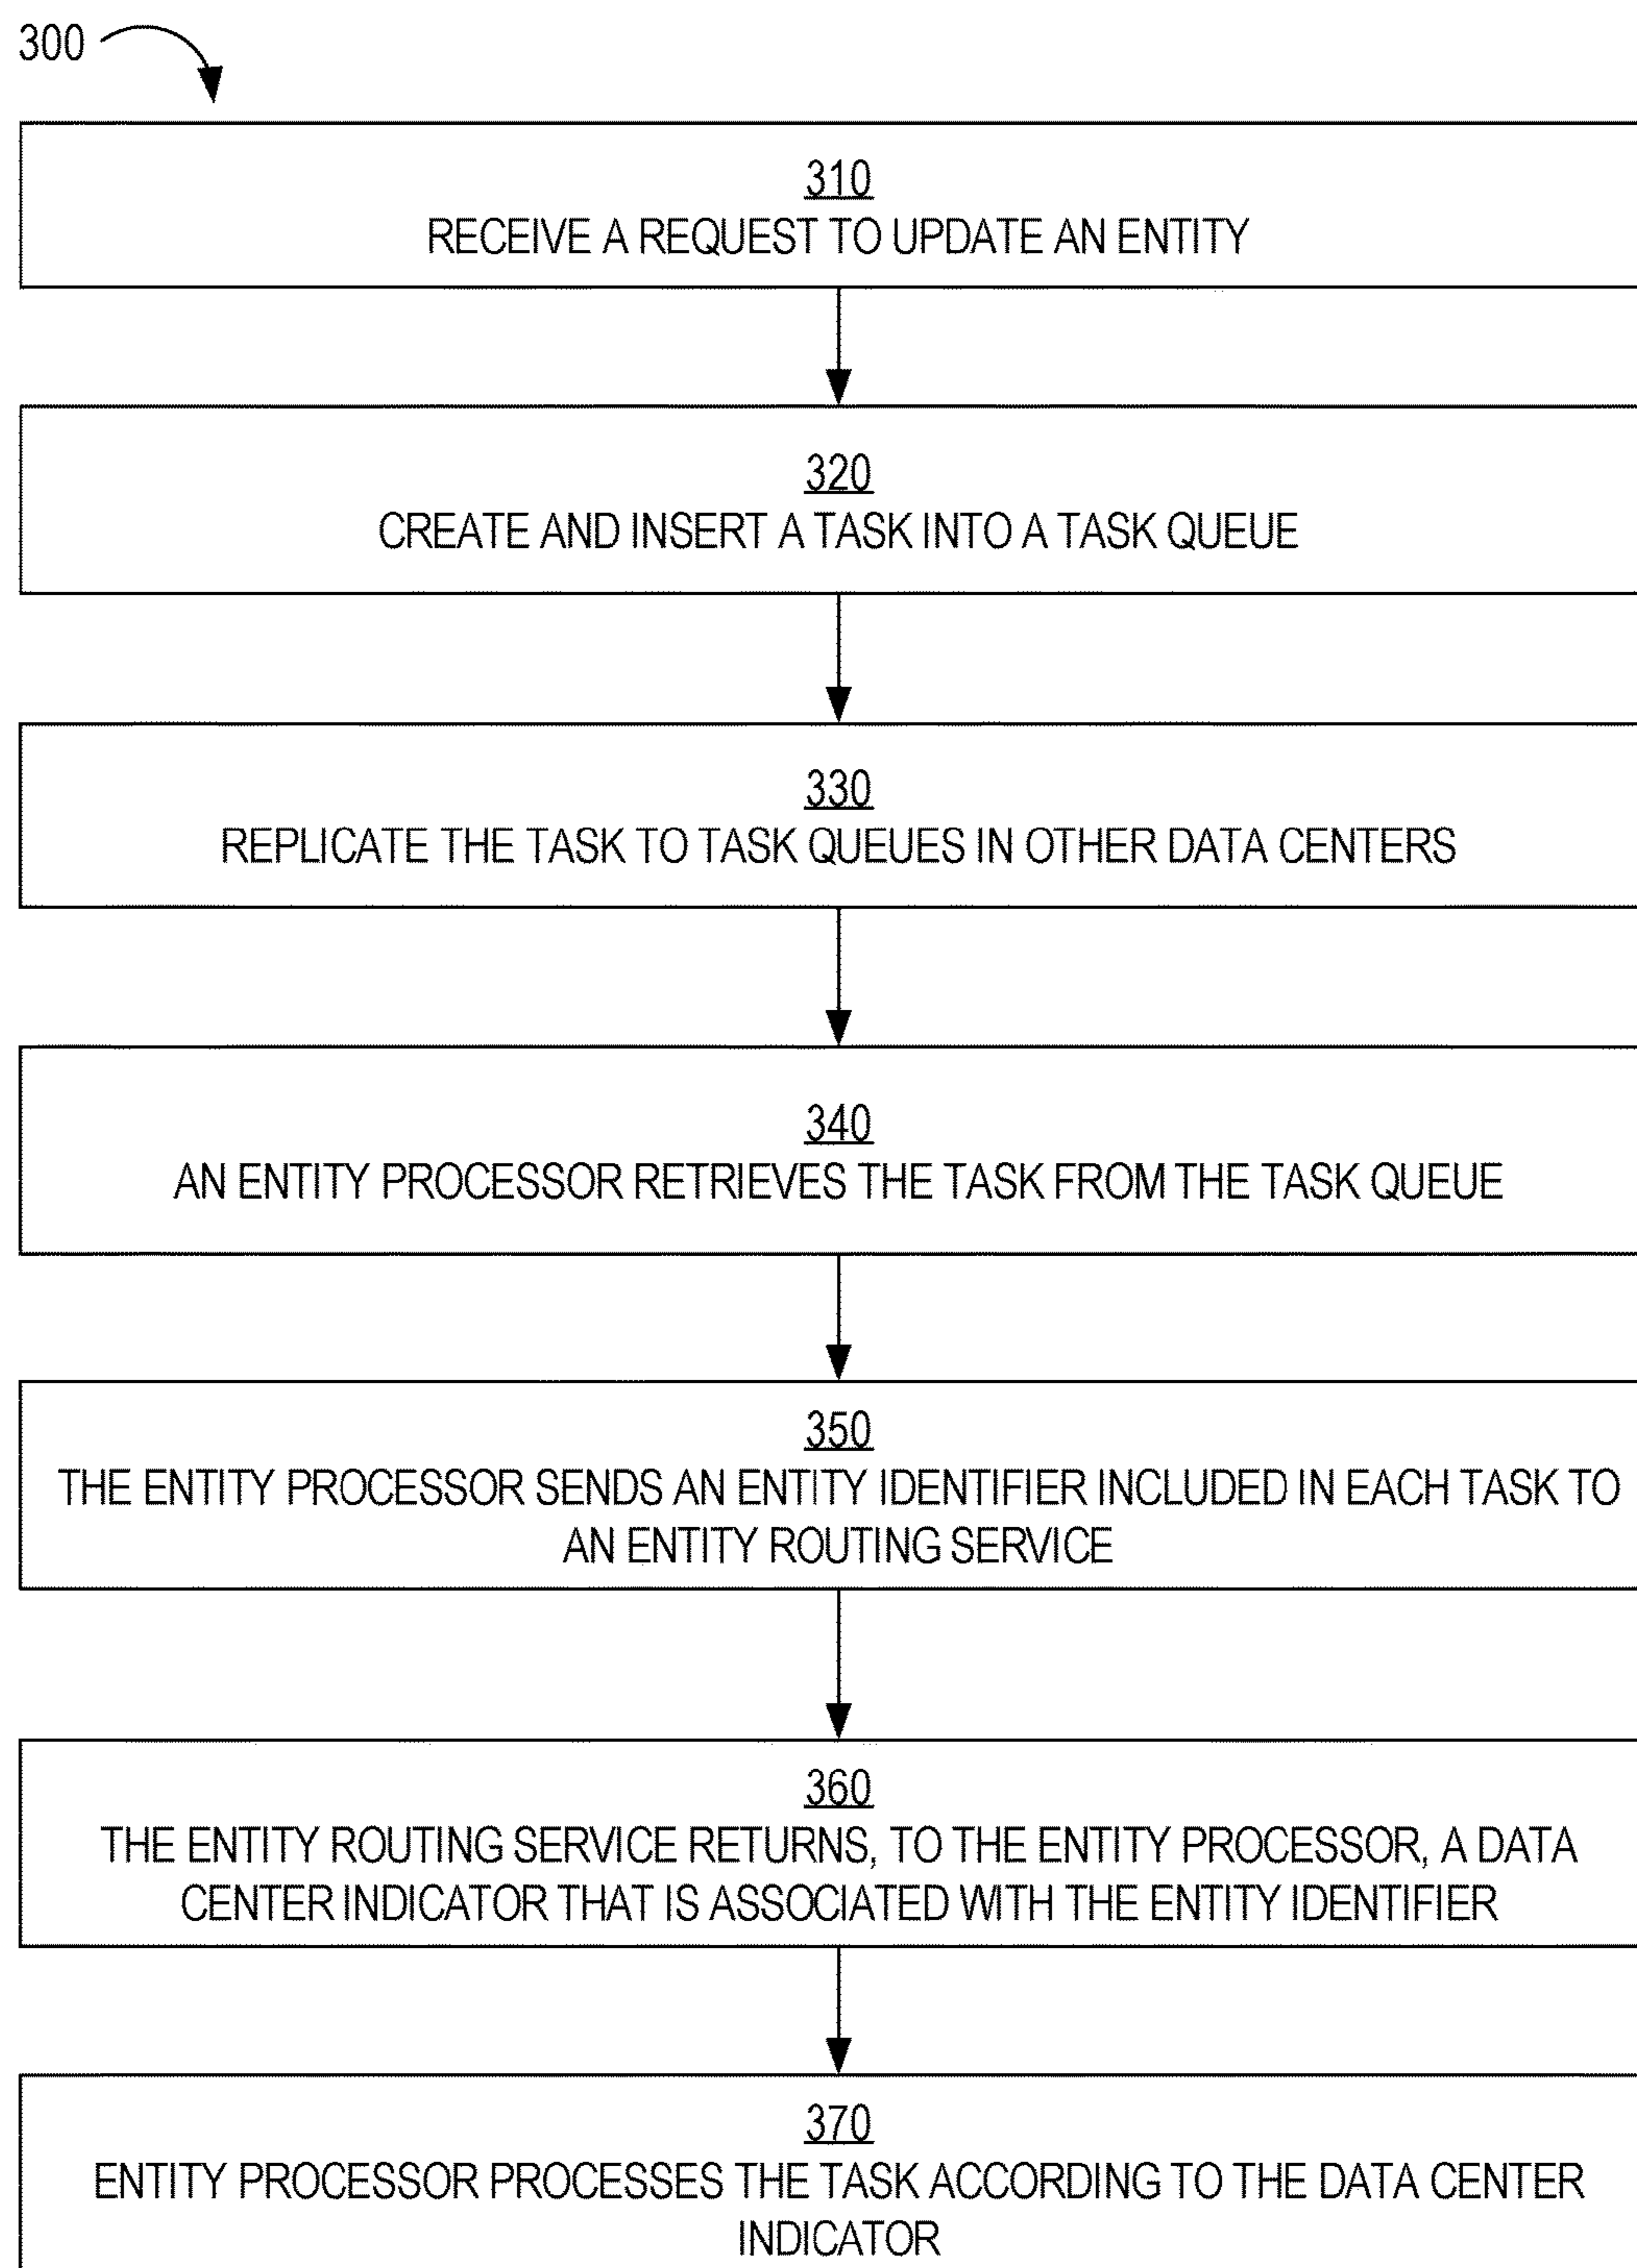 300
310
RECEIVE A REQUEST TO UPDATE AN ENTITY
320
CREATE AND INSERT A TASK INTO A TASK QUEUE
330
REPLICATE THE TASK TO TASK QUEUES IN OTHER DATA CENTERS
340
AN ENTITY PROCESSOR RETRIEVES THE TASK FROM THE TASK QUEUE
350
THE ENTITY PROCESSOR SENDS AN ENTITY IDENTIFIER INCLUDED IN EACH TASK TO
AN ENTITY ROUTING SERVICE
360
THE ENTITY ROUTING SERVICE RETURNS, TO THE ENTITY PROCESSOR, A DATA
CENTER INDICATOR THAT IS ASSOCIATED WITH THE ENTITY IDENTIFIER
370
ENTITY PROCESSOR PROCESSES THE TASK ACCORDING TO THE DATA CENTER
INDICATOR